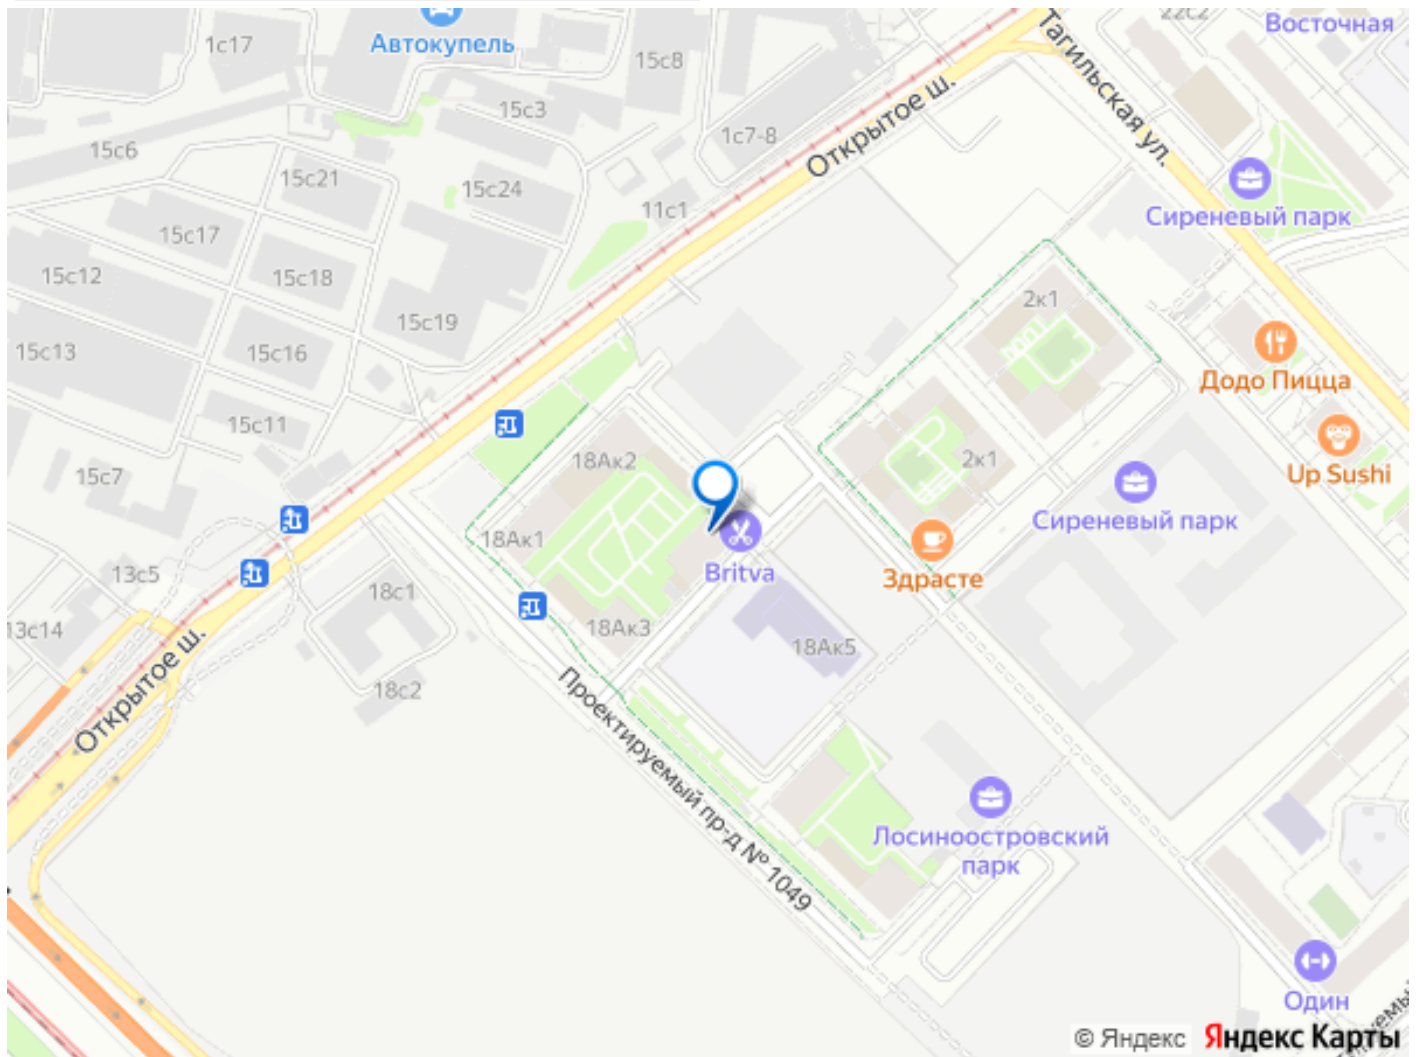 22с2
Восточная
1с17
Автокупель
15с8
Тагильская ул.
15с3
1с7-8
Открытое ш.
15с6
15с21
15с24
11с1
Сиреневый парк
15с17
15с12
15с18
2к1
15с19
15с13
15с16
Додо Пицца
15с11
18Ак2
2к1
15с7
Up Sushi
Сиреневый парк
18Ак1
13с5
Britva
Здрасте
18с1
13с14
18Ак3
18Ак5
Открытое ш.
18с2
Проектируемый пр-д № 1049
Лосиноостровский
парк
Один
© Яндекс
Яндекс Карты